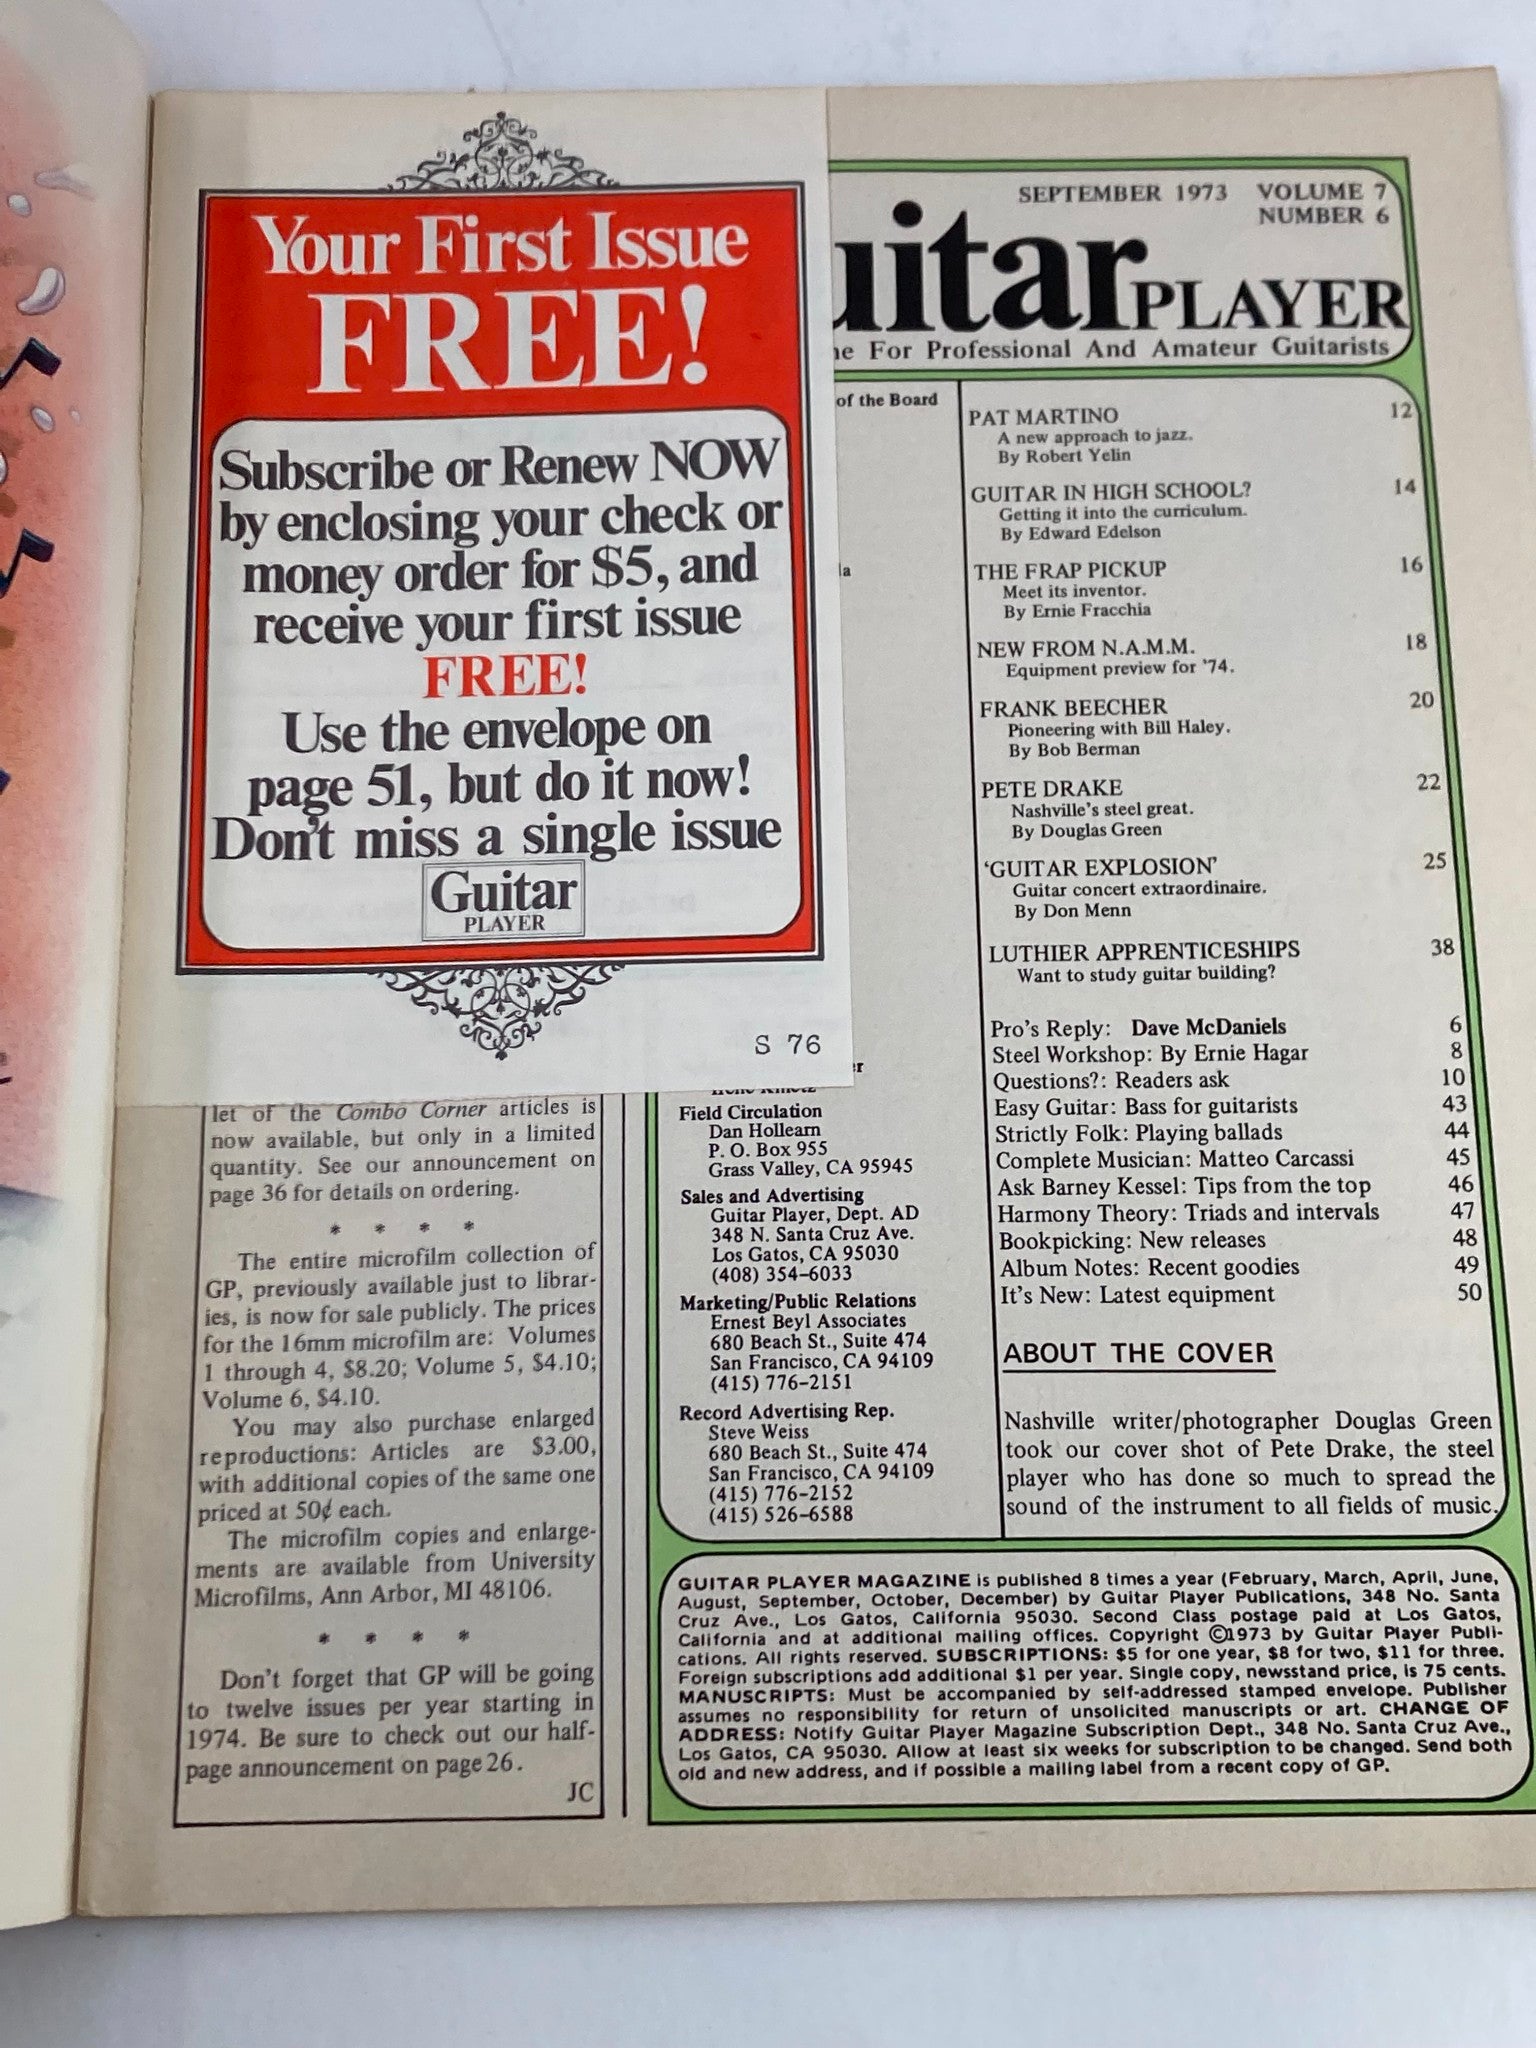 Your First Issue
FREE!
Subscribe or Renew NOW
by enclosing your check or
money order for $5, and
receive your first issue
FREE!
Use the envelope on
page 51, but do it now!
Don't miss a single issue
Guitar
PLAYER
S 76
let of the Combo Corner articles is
now available, but only in a limited
quantity. See our announcement on
page 36 for details on ordering.
* * * *
The entire microfilm collection of
GP, previously available just to librar-
ies, is now for sale publicly. The prices
for the 16mm microfilm are: Volumes
1 through 4, $8.20; Volume 5, $4.10;
Volume 6, $4.10.
You may also purchase enlarged
reproductions: Articles are $3.00,
with additional copies of the same one
priced at 50¢ each.
The microfilm copies and enlarge-
ments are available from University
Microfilms, Ann Arbor, MI 48106.
* * * *
Don't forget that GP will be going
to twelve issues per year starting in
1974. Be sure to check out our half-
page announcement on page 26.
JC
SEPTEMBER 1973 VOLUME 7
NUMBER 6
uitar PLAYER
ne For Professional And Amateur Guitarists
of the Board
la
er
Field Circulation
Dan Hollearn
P. O. Box 955
Grass Valley, CA 95945
Sales and Advertising
Guitar Player, Dept. AD
348 N. Santa Cruz Ave.
Los Gatos, CA 95030
(408) 354-6033
Marketing/Public Relations
Ernest Beyl Associates
680 Beach St., Suite 474
San Francisco, CA 94109
(415) 776-2151
Record Advertising Rep.
Steve Weiss
680 Beach St., Suite 474
San Francisco, CA 94109
(415) 776-2152
(415) 526-6588
PAT MARTINO 12
A new approach to jazz.
By Robert Yelin
GUITAR IN HIGH SCHOOL? 14
Getting it into the curriculum.
By Edward Edelson
THE FRAP PICKUP 16
Meet its inventor.
By Ernie Fracchia
NEW FROM N.A.M.M. 18
Equipment preview for '74.
FRANK BEECHER 20
Pioneering with Bill Haley.
By Bob Berman
PETE DRAKE 22
Nashville's steel great.
By Douglas Green
'GUITAR EXPLOSION' 25
Guitar concert extraordinaire.
By Don Menn
LUTHIER APPRENTICESHIPS 38
Want to study guitar building?
Pro's Reply: Dave McDaniels 6
Steel Workshop: By Ernie Hagar 8
Questions?: Readers ask 10
Easy Guitar: Bass for guitarists 43
Strictly Folk: Playing ballads 44
Complete Musician: Matteo Carcassi 45
Ask Barney Kessel: Tips from the top 46
Harmony Theory: Triads and intervals 47
Bookpicking: New releases 48
Album Notes: Recent goodies 49
It's New: Latest equipment 50
ABOUT THE COVER
Nashville writer/photographer Douglas Green
took our cover shot of Pete Drake, the steel
player who has done so much to spread the
sound of the instrument to all fields of music.
GUITAR PLAYER MAGAZINE is published 8 times a year (February, March, April, June,
August, September, October, December) by Guitar Player Publications, 348 No. Santa
Cruz Ave., Los Gatos, California 95030. Second Class postage paid at Los Gatos,
California and at additional mailing offices. Copyright ©1973 by Guitar Player Publi-
cations. All rights reserved. SUBSCRIPTIONS: $5 for one year, $8 for two, $11 for three.
Foreign subscriptions add additional $1 per year. Single copy, newsstand price, is 75 cents.
MANUSCRIPTS: Must be accompanied by self-addressed stamped envelope. Publisher
assumes no responsibility for return of unsolicited manuscripts or art. CHANGE OF
ADDRESS: Notify Guitar Player Magazine Subscription Dept., 348 No. Santa Cruz Ave.,
Los Gatos, CA 95030. Allow at least six weeks for subscription to be changed. Send both
old and new address, and if possible a mailing label from a recent copy of GP.